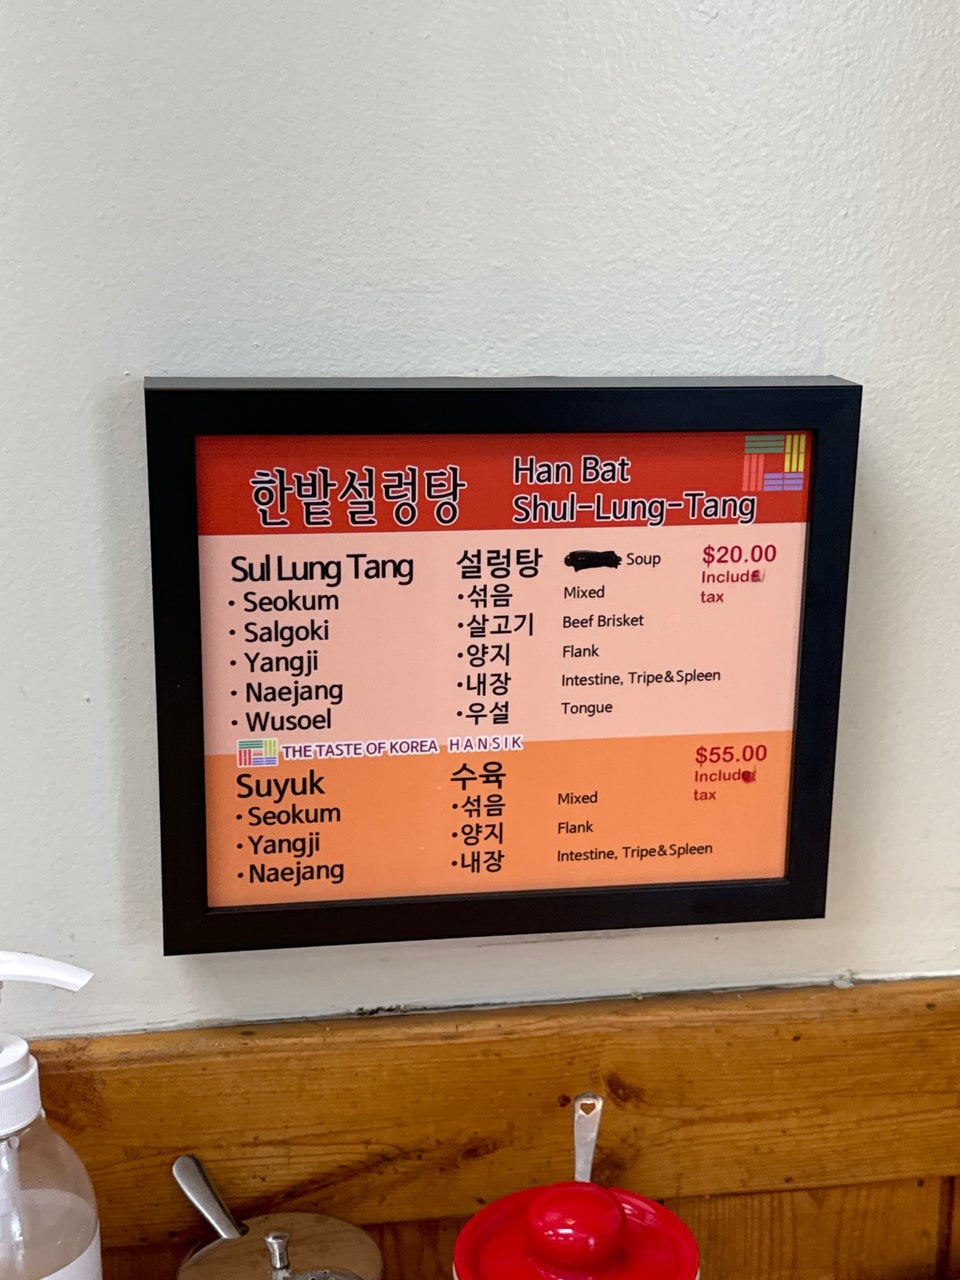 한밭설렁탕 Han Bat
Shul-Lung-Tang
Sul Lung Tang 설렁탕 Soup $20.00
Include tax
· Seokum ·섞음 Mixed
· Salgoki ·살고기 Beef Brisket
· Yangji ·양지 Flank
· Naejang ·내장 Intestine, Tripe&Spleen
· Wusoel ·우설 Tongue
THE TASTE OF KOREA HANSIK
Suyuk 수육 $55.00
Include tax
· Seokum ·섞음 Mixed
· Yangji ·양지 Flank
· Naejang ·내장 Intestine, Tripe&Spleen